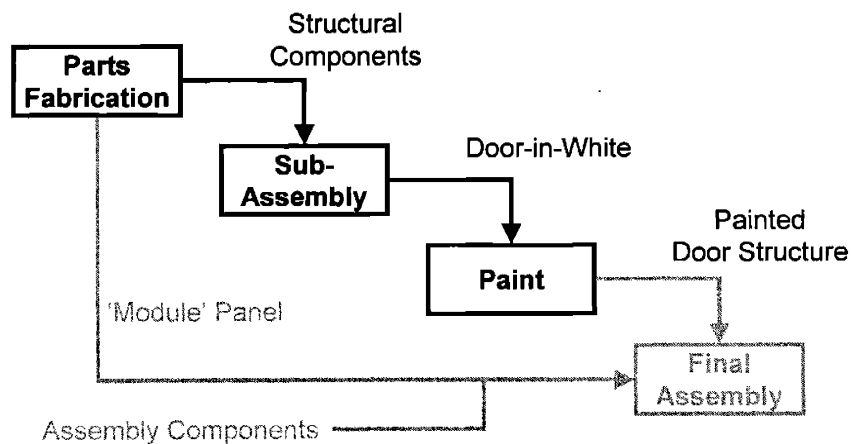 Structural
Components
Parts
Fabrication
Sub-
Assembly
Door-in-White
Paint
Painted
Door Structure
'Module' Panel
Final
Assembly
Assembly Components